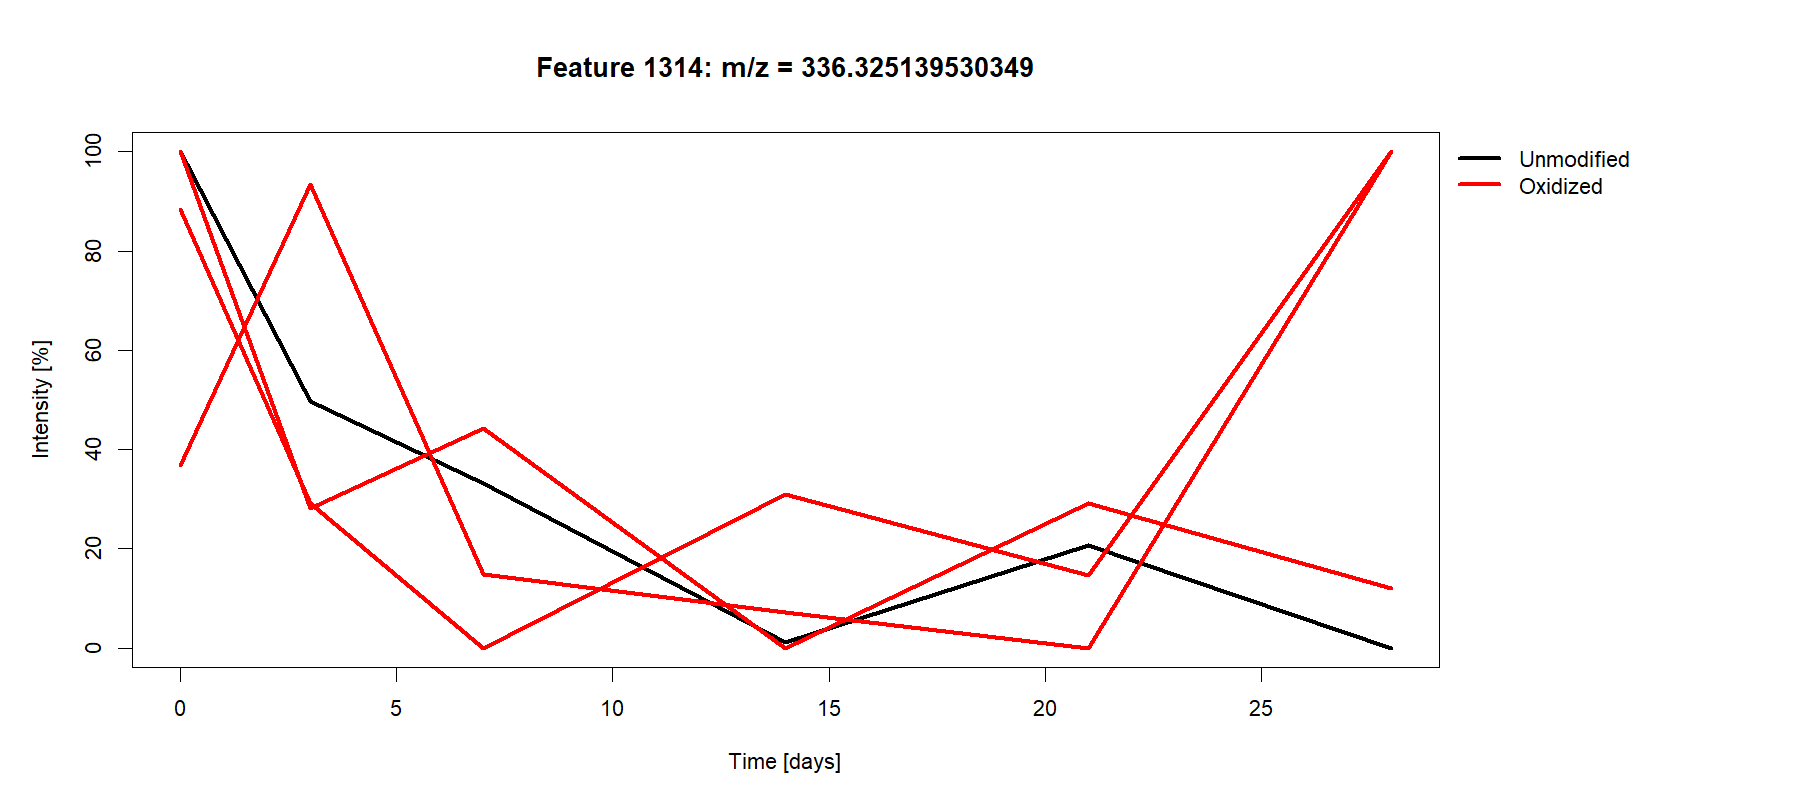 Feature 1314: m/z = 336.325139530349
100
80
60
40
20
0
Intensity [%]
0 5 10 15 20 25
Time [days]
Unmodified
Oxidized